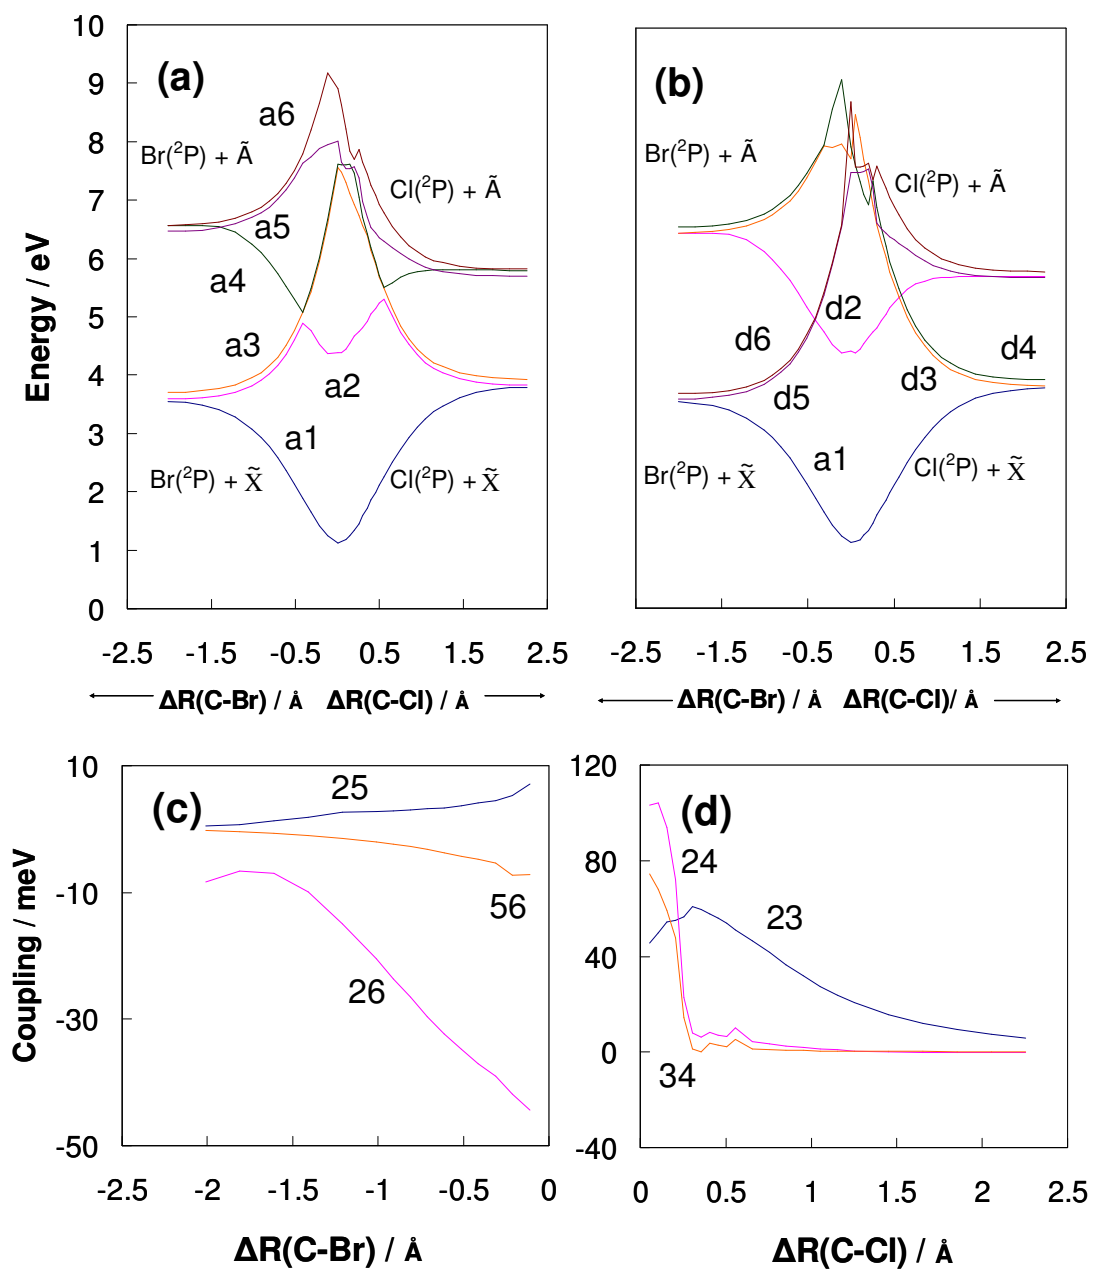 (a)
10
9
8
7
6
5
4
3
2
1
0
Energy / eV
a6
Br(²P) + Ã
Cl(²P) + Ã
a5
a4
a3
a2
a1
Br(²P) + X̃
Cl(²P) + X̃
-2.5 -1.5 -0.5 0.5 1.5 2.5
ΔR(C-Br) / Å ΔR(C-Cl) / Å
(b)
Br(²P) + Ã
Cl(²P) + Ã
d2
d6
d4
d3
d5
a1
Br(²P) + X̃
Cl(²P) + X̃
-2.5 -1.5 -0.5 0.5 1.5 2.5
ΔR(C-Br) / Å ΔR(C-Cl)/ Å
(c)
10
-10
-30
-50
Coupling / meV
25
56
26
-2.5 -2 -1.5 -1 -0.5 0
ΔR(C-Br) / Å
(d)
120
80
40
0
-40
24
23
34
0 0.5 1 1.5 2 2.5
ΔR(C-Cl) / Å